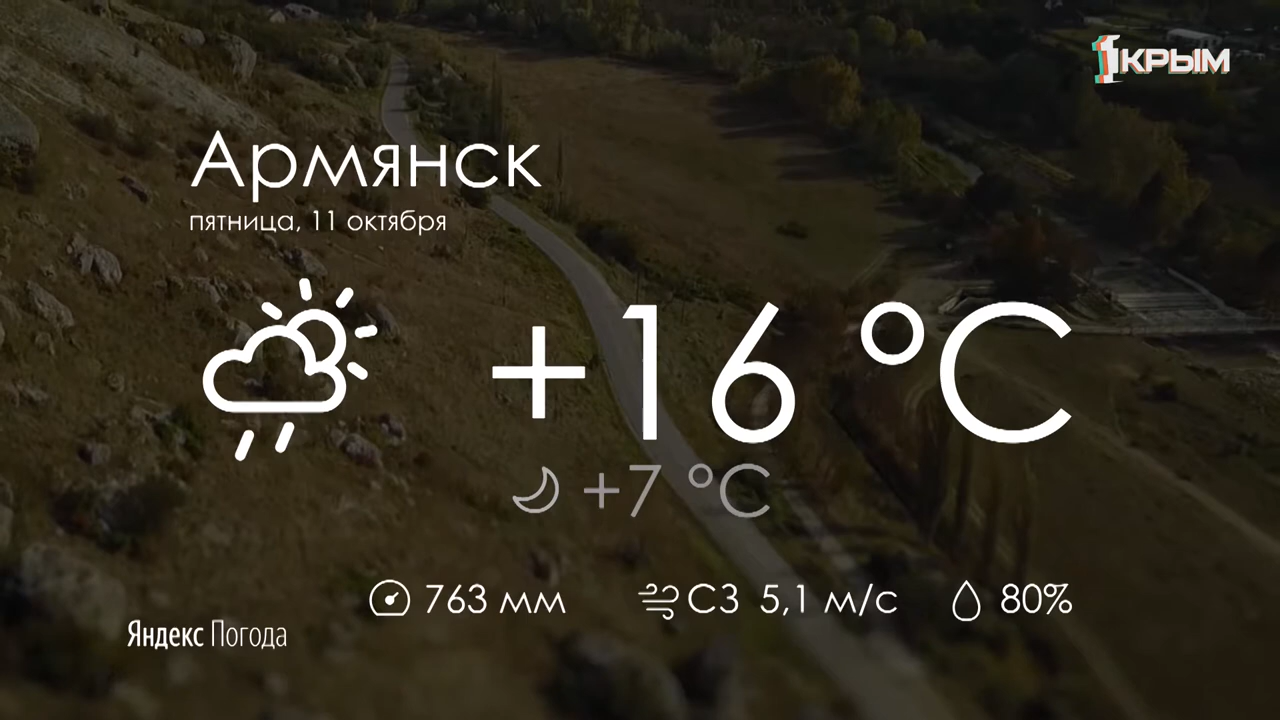 1КРЫМ
Армянск
пятница, 11 октября
+16 °C
+7 °C
763 мм СЗ 5,1 м/с 80%
Яндекс Погода